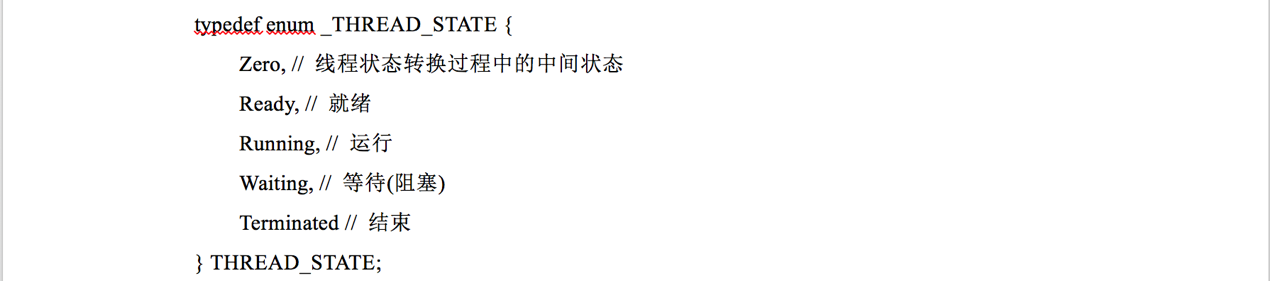 typedef enum _THREAD_STATE {
Zero, // 线程状态转换过程中的中间状态
Ready, // 就绪
Running, // 运行
Waiting, // 等待(阻塞)
Terminated // 结束
} THREAD_STATE;